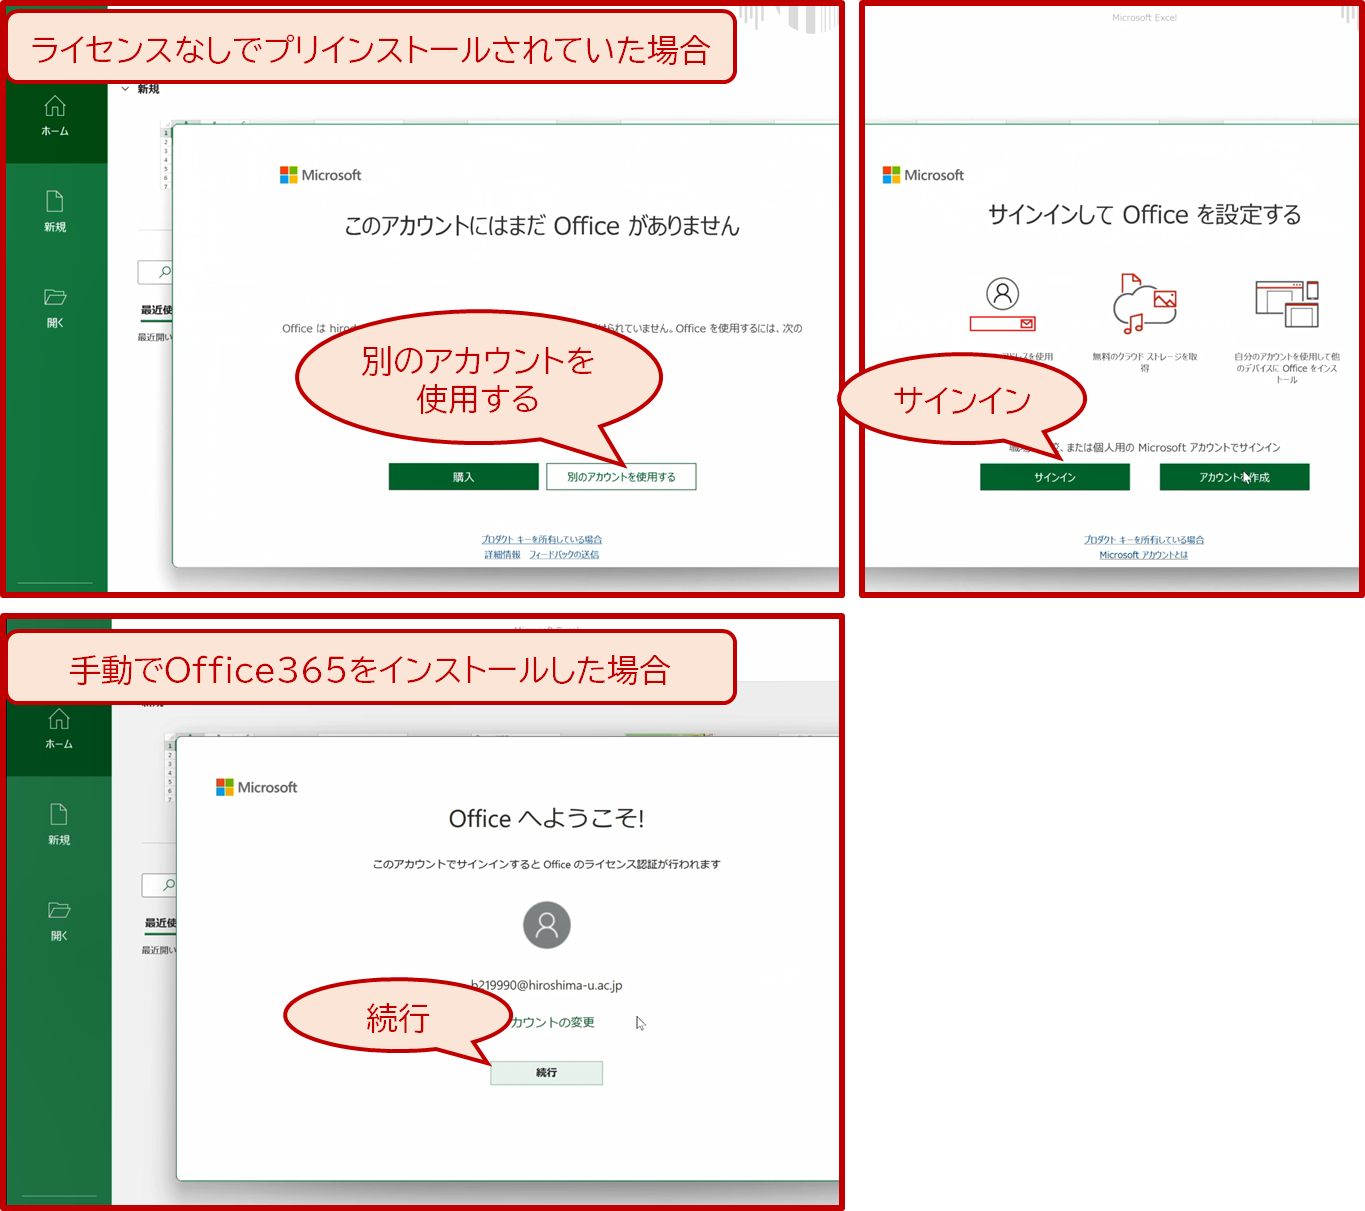 ライセンスなしでプリインストールされていた場合
新規
ホーム
新規
開く
最近使
最近開い
1
2
3
4
5
6
7
Microsoft
このアカウントにはまだ Office がありません
Office は hirod
られていません。Office を使用するには、次の
別のアカウントを
使用する
購入
別のアカウントを使用する
プロダクト キーを所有している場合
詳細情報 フィードバックの送信
Microsoft Excel
Microsoft
サインインして Office を設定する
ドレスを使用
無料のクラウド ストレージを取
得
自分のアカウントを使用して他
のデバイスに Office をインス
トール
サインイン
、または個人用の Microsoft アカウントでサインイン
サインイン
アカウントを作成
プロダクト キーを所有している場合
Microsoft アカウントとは
手動でOffice365をインストールした場合
ホーム
新規
開く
最近使
最近開い
1
2
3
4
5
6
7
Microsoft
Office へようこそ!
このアカウントでサインインすると Office のライセンス認証が行われます
b219990@hiroshima-u.ac.jp
カウントの変更
続行
続行